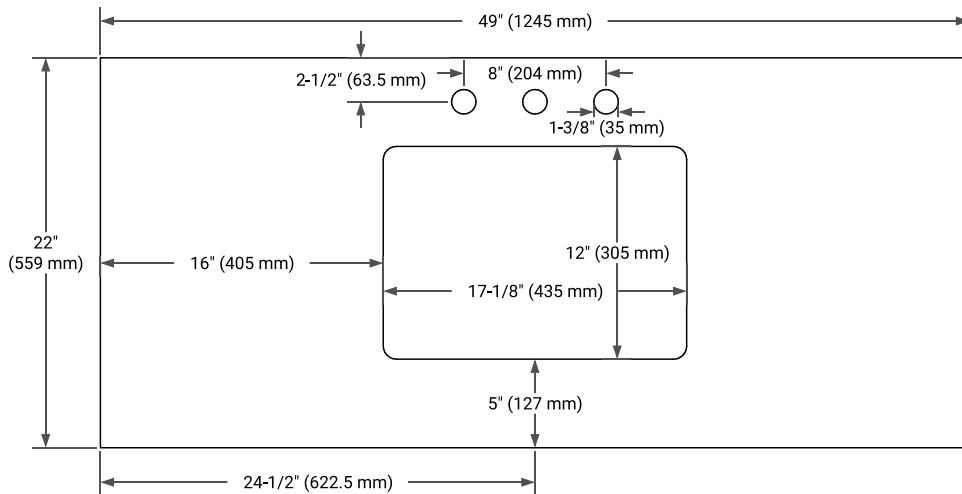 49" (1245 mm)
2-1/2" (63.5 mm)
8" (204 mm)
1-3/8" (35 mm)
22"
(559 mm)
16" (405 mm)
12" (305 mm)
17-1/8" (435 mm)
5" (127 mm)
24-1/2" (622.5 mm)